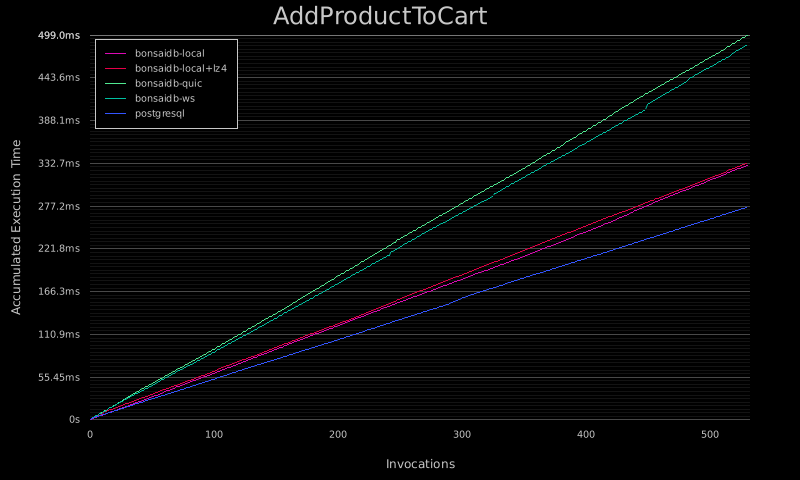 AddProductToCart
499.0ms
bonsaidb-local
bonsaidb-local+lz4
bonsaidb-quic
bonsaidb-ws
postgresql
443.6ms
388.1ms
332.7ms
277.2ms
221.8ms
166.3ms
110.9ms
55.45ms
0s
Accumulated Execution Time
0 100 200 300 400 500
Invocations